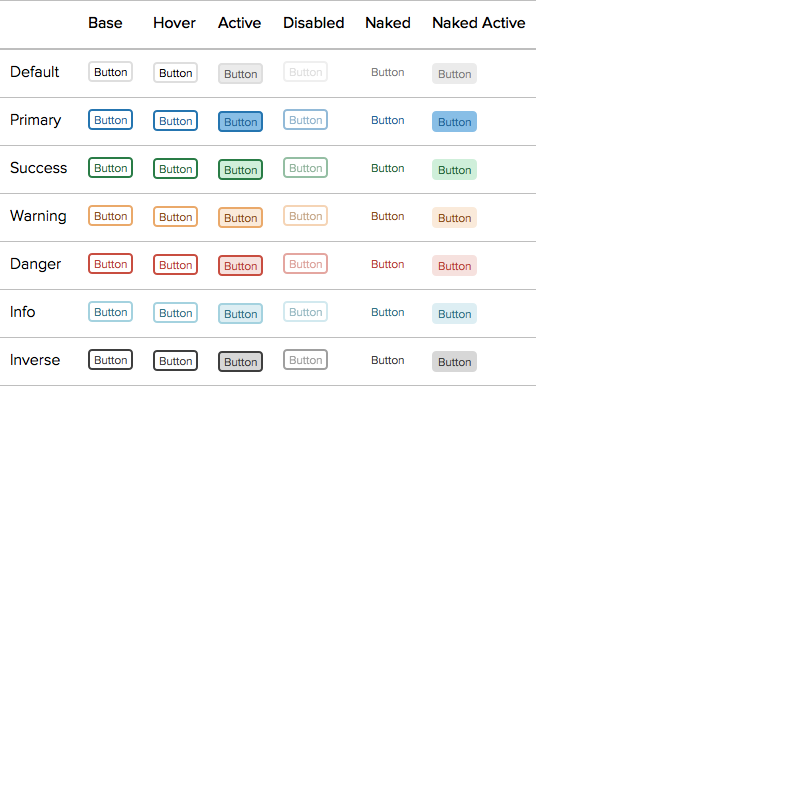 Base Hover Active Disabled Naked Naked Active
Default Button Button Button Button Button Button
Primary Button Button Button Button Button Button
Success Button Button Button Button Button Button
Warning Button Button Button Button Button Button
Danger Button Button Button Button Button Button
Info Button Button Button Button Button Button
Inverse Button Button Button Button Button Button